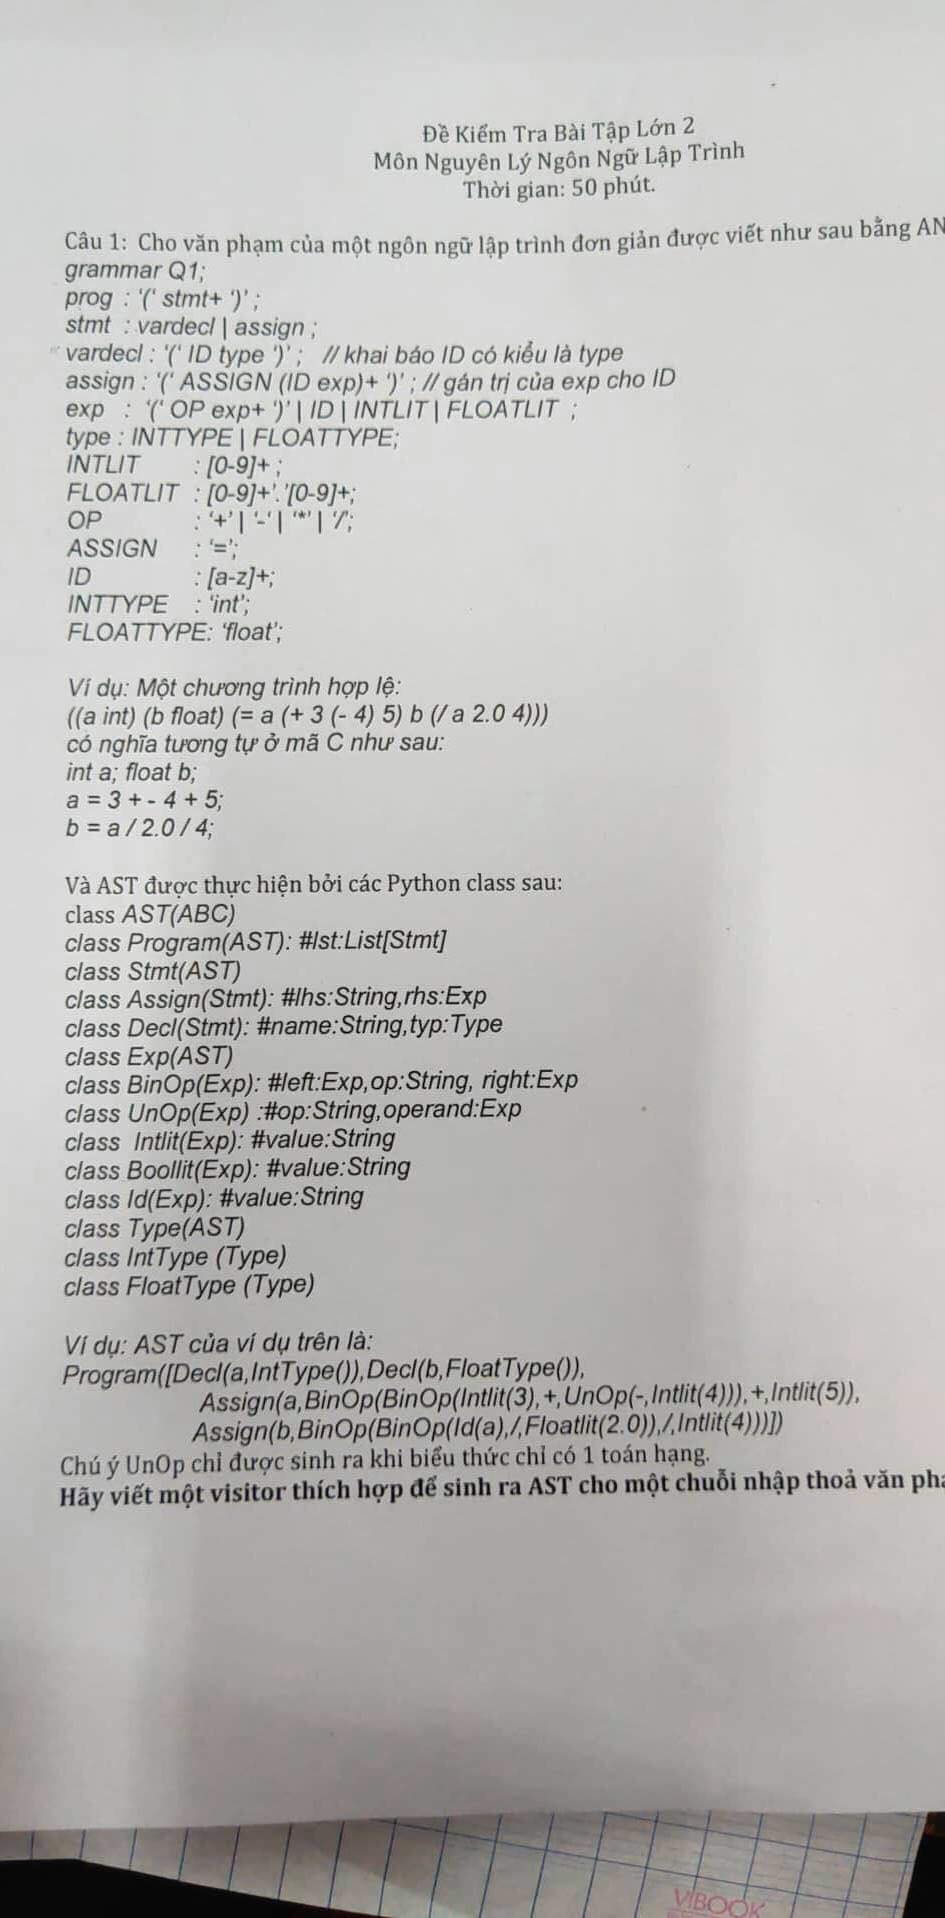 Đề Kiểm Tra Bài Tập Lớn 2
Môn Nguyên Lý Ngôn Ngữ Lập Trình
Thời gian: 50 phút.
Câu 1: Cho văn phạm của một ngôn ngữ lập trình đơn giản được viết như sau bằng AN
grammar Q1;
prog : ‘(‘ stmt+ ‘)’ ;
stmt : vardecl | assign ;
vardecl : ‘(‘ ID type ‘)’ ; // khai báo ID có kiểu là type
assign : ‘(‘ ASSIGN (ID exp)+ ‘)’ ; // gán trị của exp cho ID
exp : ‘(‘ OP exp+ ‘)’ | ID | INTLIT | FLOATLIT ;
type : INTTYPE | FLOATTYPE;
INTLIT : [0-9]+ ;
FLOATLIT : [0-9]+’.’[0-9]+;
OP : ‘+’ | ‘-‘ | ‘*’ | ‘/’;
ASSIGN : ‘=’;
ID : [a-z]+;
INTTYPE : ‘int’;
FLOATTYPE: ‘float’;
Ví dụ: Một chương trình hợp lệ:
((a int) (b float) (= a (+ 3 (- 4) 5) b (/ a 2.0 4)))
có nghĩa tương tự ở mã C như sau:
int a; float b;
a = 3 + - 4 + 5;
b = a / 2.0 / 4;
Và AST được thực hiện bởi các Python class sau:
class AST(ABC)
class Program(AST): #lst:List[Stmt]
class Stmt(AST)
class Assign(Stmt): #lhs:String,rhs:Exp
class Decl(Stmt): #name:String,typ:Type
class Exp(AST)
class BinOp(Exp): #left:Exp,op:String, right:Exp
class UnOp(Exp) :#op:String,operand:Exp
class Intlit(Exp): #value:String
class Boollit(Exp): #value:String
class Id(Exp): #value:String
class Type(AST)
class IntType (Type)
class FloatType (Type)
Ví dụ: AST của ví dụ trên là:
Program([Decl(a,IntType()),Decl(b,FloatType()),
Assign(a,BinOp(BinOp(Intlit(3),+,UnOp(-,Intlit(4))),+,Intlit(5)),
Assign(b,BinOp(BinOp(Id(a),/,Floatlit(2.0)),/,Intlit(4)))])
Chú ý UnOp chỉ được sinh ra khi biểu thức chỉ có 1 toán hạng.
Hãy viết một visitor thích hợp để sinh ra AST cho một chuỗi nhập thoả văn phạ
VIBOOK